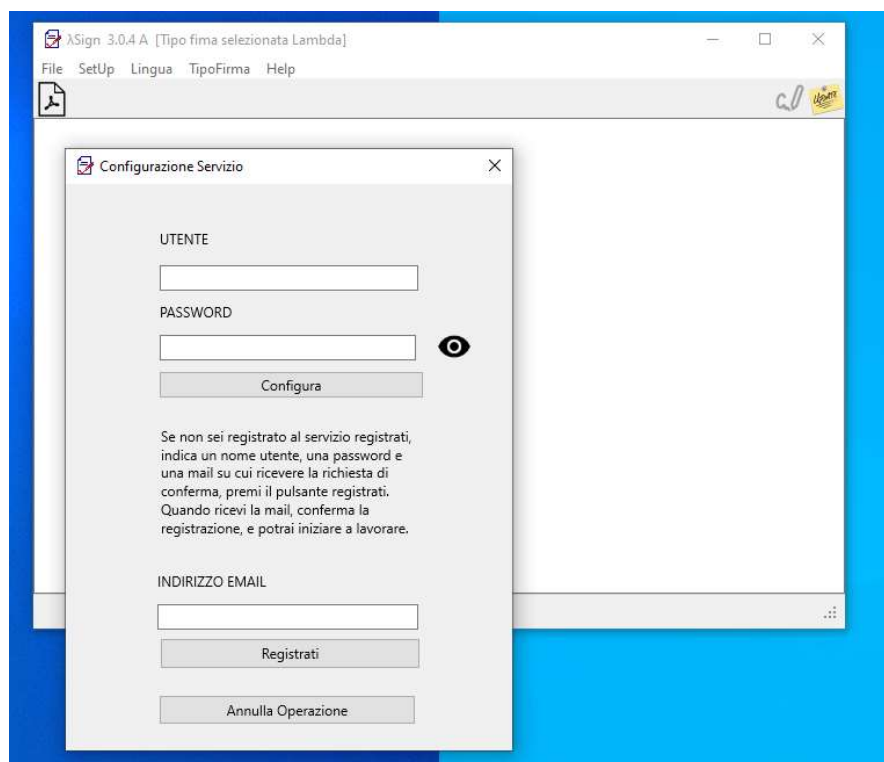 λSign 3.0.4 A [Tipo fima selezionata Lambda]
File SetUp Lingua TipoFirma Help
UPDATE
Configurazione Servizio
UTENTE
PASSWORD
Configura
Se non sei registrato al servizio registrati,
indica un nome utente, una password e
una mail su cui ricevere la richiesta di
conferma, premi il pulsante registrati.
Quando ricevi la mail, conferma la
registrazione, e potrai iniziare a lavorare.
INDIRIZZO EMAIL
Registrati
Annulla Operazione